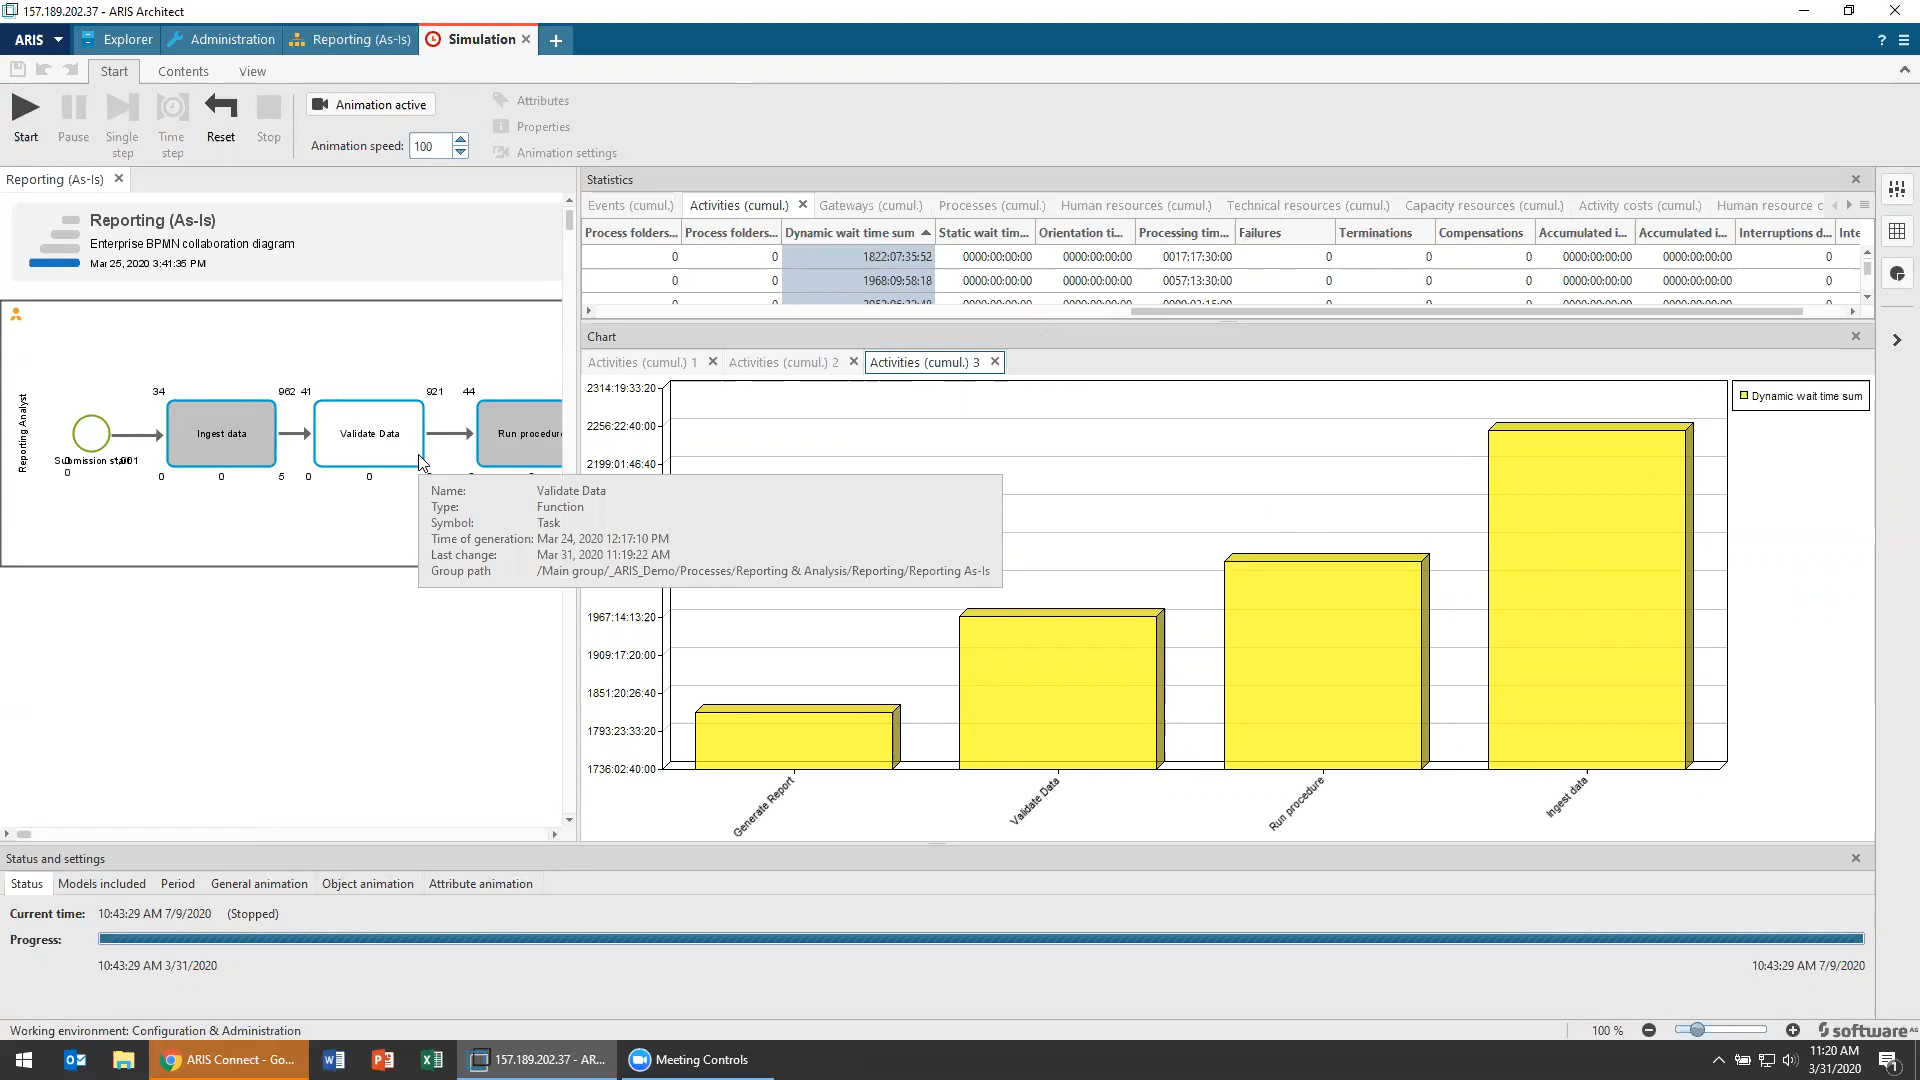 157.189.202.37 - ARIS Architect
ARIS Explorer Administration Reporting (As-Is) Simulation
Start Contents View
Start Pause Single step Time step Reset Stop
Animation active
Animation speed: 100
Attributes
Properties
Animation settings
Reporting (As-Is)
Reporting (As-Is)
Enterprise BPMN collaboration diagram
Mar 25, 2020 3:41:35 PM
Reporting Analyst
34 962 41 921 44
Ingest data Validate Data Run procedure
Submission start
0 0 5 0 0
Statistics
Events (cumul.) Activities (cumul.) Gateways (cumul.) Processes (cumul.) Human resources (cumul.) Technical resources (cumul.) Capacity resources (cumul.) Activity costs (cumul.) Human resource c
Process folders... Process folders... Dynamic wait time sum Static wait tim... Orientation ti... Processing tim... Failures Terminations Compensations Accumulated i... Accumulated i... Interruptions d... Inte
0 0 1822:07:35:52 0000:00:00:00 0000:00:00:00 0017:17:30:00 0 0 0 0000:00:00:00 0000:00:00:00 0
0 0 1968:09:58:18 0000:00:00:00 0000:00:00:00 0057:13:30:00 0 0 0 0000:00:00:00 0000:00:00:00 0
Chart
Activities (cumul.) 1 Activities (cumul.) 2 Activities (cumul.) 3
2314:19:33:20
2256:22:40:00
2199:01:46:40
1967:14:13:20
1909:17:20:00
1851:20:26:40
1793:23:33:20
1736:02:40:00
Generate Report Validate Data Run procedure Ingest data
Dynamic wait time sum
Name: Validate Data
Type: Function
Symbol: Task
Time of generation: Mar 24, 2020 12:17:10 PM
Last change: Mar 31, 2020 11:19:22 AM
Group path /Main group/_ARIS_Demo/Processes/Reporting & Analysis/Reporting/Reporting As-Is
Status and settings
Status Models included Period General animation Object animation Attribute animation
Current time: 10:43:29 AM 7/9/2020 (Stopped)
Progress:
10:43:29 AM 3/31/2020 10:43:29 AM 7/9/2020
Working environment: Configuration & Administration
100 %
software AG
ARIS Connect - Go...
157.189.202.37 - AR...
Meeting Controls
11:20 AM
3/31/2020